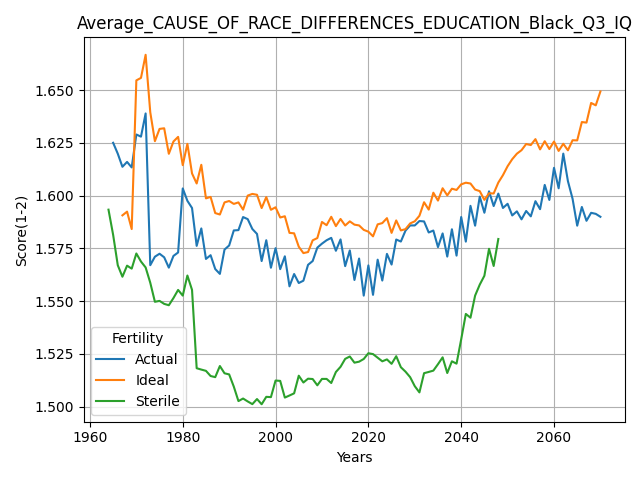 Average_CAUSE_OF_RACE_DIFFERENCES_EDUCATION_Black_Q3_IQ
Score(1-2)
1.650
1.625
1.600
1.575
1.550
1.525
1.500
Fertility
Actual
Ideal
Sterile
1960 1980 2000 2020 2040 2060
Years